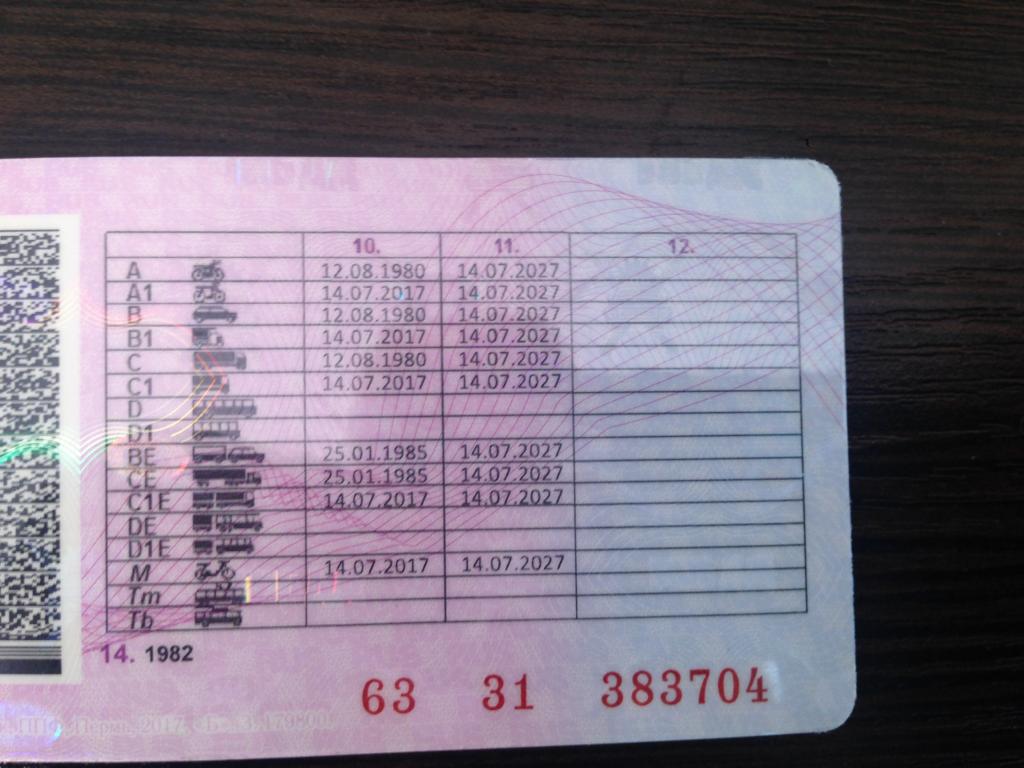 10. 11. 12.
A 12.08.1980 14.07.2027
A1 14.07.2017 14.07.2027
B 12.08.1980 14.07.2027
B1 14.07.2017 14.07.2027
C 12.08.1980 14.07.2027
C1 14.07.2017 14.07.2027
D
D1
BE 25.01.1985 14.07.2027
CE 25.01.1985 14.07.2027
C1E 14.07.2017 14.07.2027
DE
D1E
M 14.07.2017 14.07.2027
Tm
Tb
14. 1982
63 31 383704